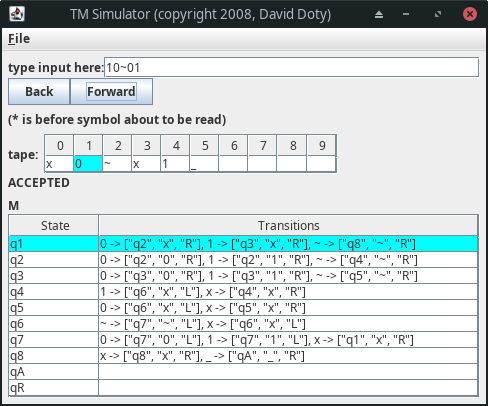 TM Simulator (copyright 2008, David Doty)
File
type input here: 10~01
Back Forward
(* is before symbol about to be read)
0 1 2 3 4 5 6 7 8 9
tape: x 0 ~ x 1 _
ACCEPTED
M
State Transitions
q1 0 -> ["q2", "x", "R"], 1 -> ["q3", "x", "R"], ~ -> ["q8", "~", "R"]
q2 0 -> ["q2", "0", "R"], 1 -> ["q2", "1", "R"], ~ -> ["q4", "~", "R"]
q3 0 -> ["q3", "0", "R"], 1 -> ["q3", "1", "R"], ~ -> ["q5", "~", "R"]
q4 1 -> ["q6", "x", "L"], x -> ["q4", "x", "R"]
q5 0 -> ["q6", "x", "L"], x -> ["q5", "x", "R"]
q6 ~ -> ["q7", "~", "L"], x -> ["q6", "x", "L"]
q7 0 -> ["q7", "0", "L"], 1 -> ["q7", "1", "L"], x -> ["q1", "x", "R"]
q8 x -> ["q8", "x", "R"], _ -> ["qA", "_", "R"]
qA
qR